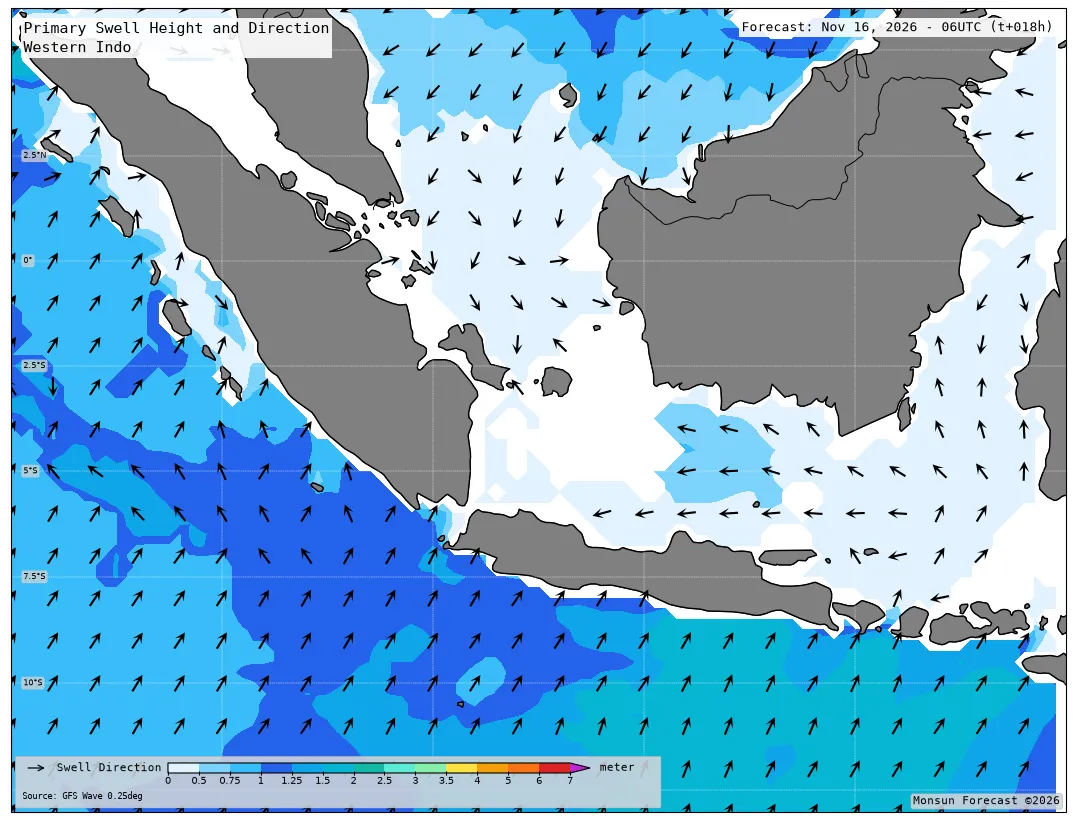 Primary Swell Height and Direction
Western Indo
Forecast: Nov 16, 2026 - 06UTC (t+018h)
2.5°N
0°
2.5°S
5°S
7.5°S
10°S
Swell Direction
0 0.5 0.75 1 1.25 1.5 2 2.5 3 3.5 4 5 6 7
meter
Source: GFS Wave 0.25deg
Monsun Forecast ©2026